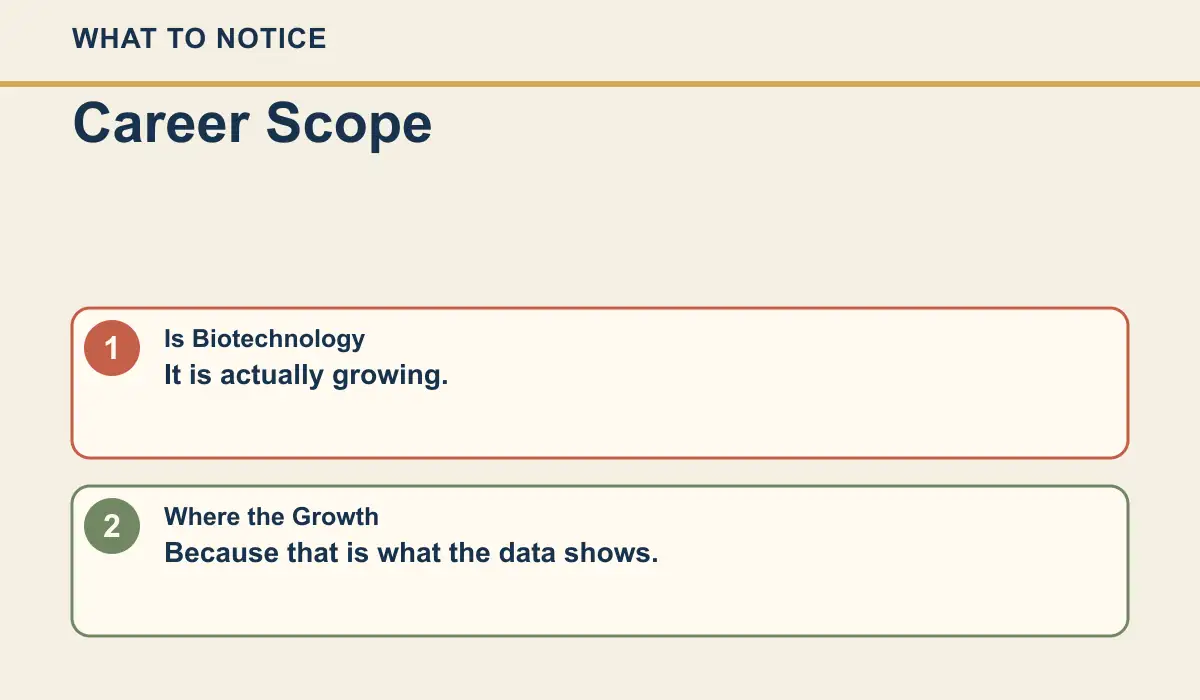 WHAT TO NOTICE
Career Scope
1
Is Biotechnology
It is actually growing.
2
Where the Growth
Because that is what the data shows.